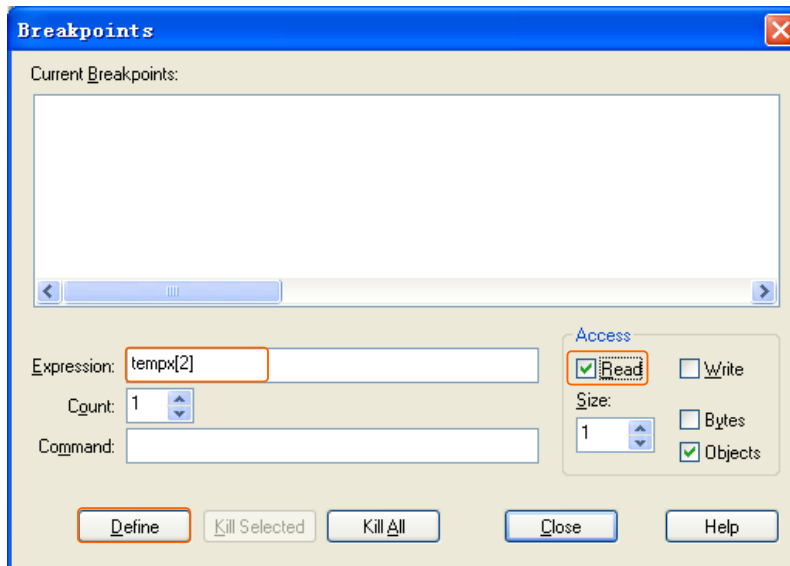 Breakpoints
Current Breakpoints:
Expression: tempx[2]
Count: 1
Command:
Access
Read Write
Size:
1
Bytes
Objects
Define Kill Selected Kill All Close Help